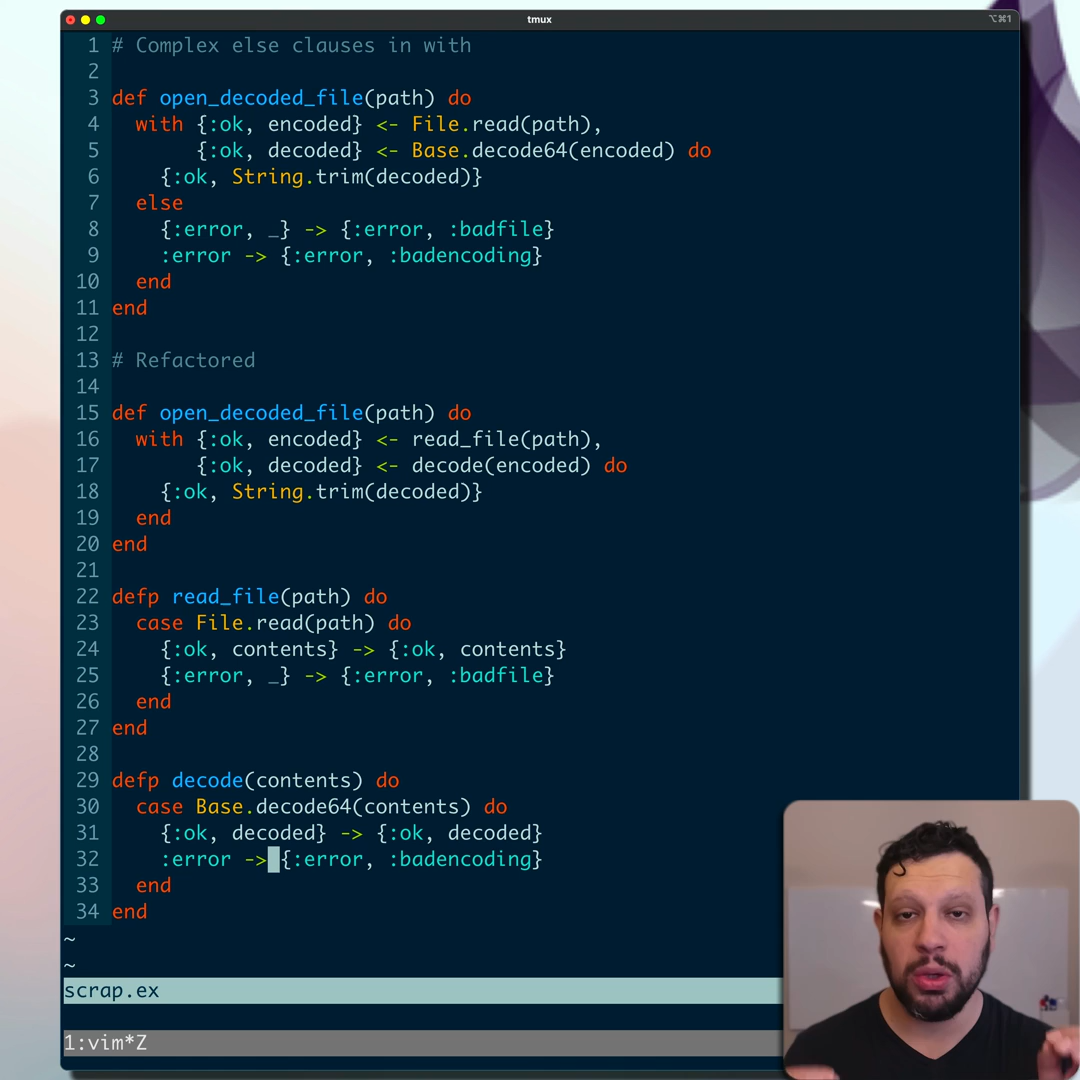 tmux
⌥⌘1
1 # Complex else clauses in with
2
3 def open_decoded_file(path) do
4   with {:ok, encoded} <- File.read(path),
5        {:ok, decoded} <- Base.decode64(encoded) do
6     {:ok, String.trim(decoded)}
7   else
8     {:error, _} -> {:error, :badfile}
9     :error -> {:error, :badencoding}
10   end
11 end
12
13 # Refactored
14
15 def open_decoded_file(path) do
16   with {:ok, encoded} <- read_file(path),
17        {:ok, decoded} <- decode(encoded) do
18     {:ok, String.trim(decoded)}
19   end
20 end
21
22 defp read_file(path) do
23   case File.read(path) do
24     {:ok, contents} -> {:ok, contents}
25     {:error, _} -> {:error, :badfile}
26   end
27 end
28
29 defp decode(contents) do
30   case Base.decode64(contents) do
31     {:ok, decoded} -> {:ok, decoded}
32     :error -> {:error, :badencoding}
33   end
34 end
~
~
scrap.ex
1:vim*Z